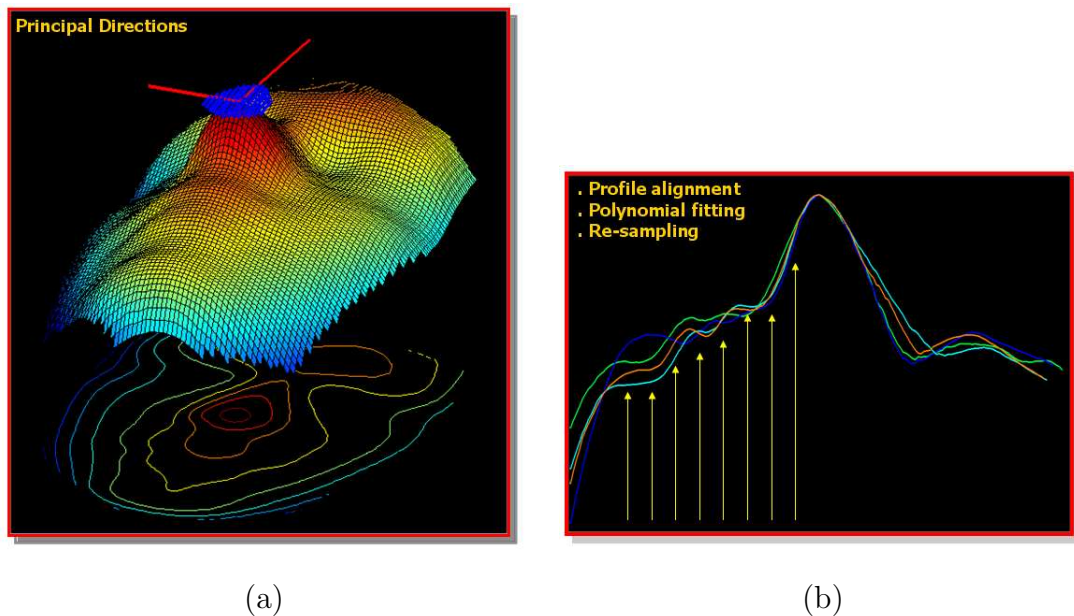 Principal Directions
. Profile alignment
. Polynomial fitting
. Re-sampling
(a)
(b)